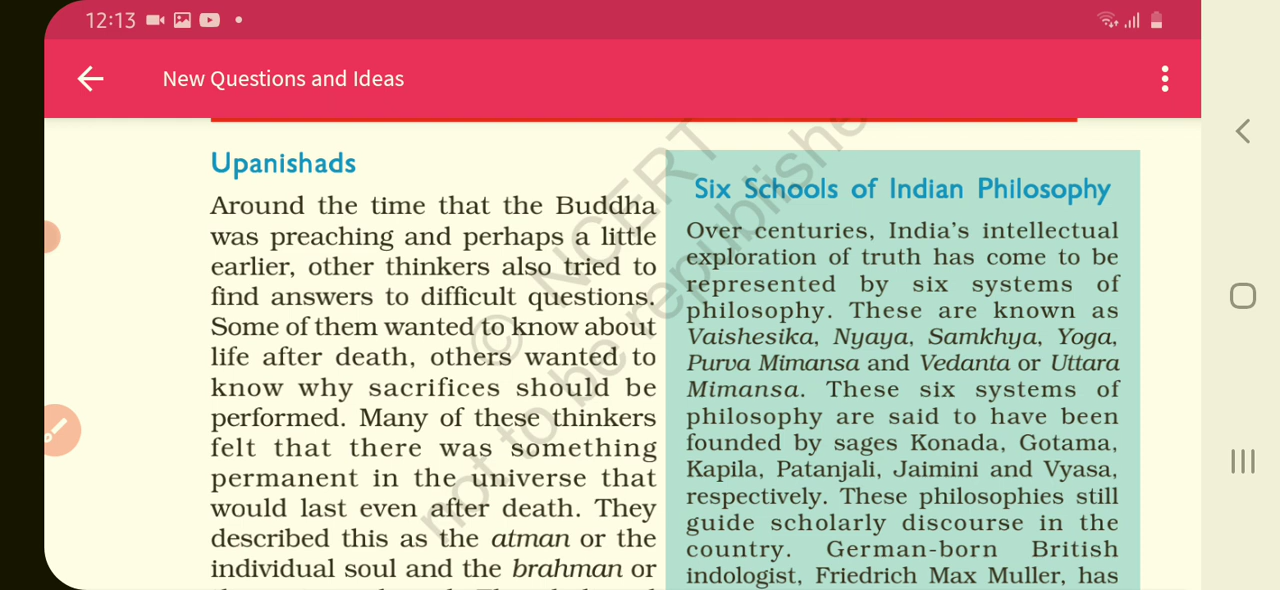 12:13
New Questions and Ideas
Upanishads
Around the time that the Buddha
was preaching and perhaps a little
earlier, other thinkers also tried to
find answers to difficult questions.
Some of them wanted to know about
life after death, others wanted to
know why sacrifices should be
performed. Many of these thinkers
felt that there was something
permanent in the universe that
would last even after death. They
described this as the atman or the
individual soul and the brahman or
Six Schools of Indian Philosophy
Over centuries, India's intellectual
exploration of truth has come to be
represented by six systems of
philosophy. These are known as
Vaishesika, Nyaya, Samkhya, Yoga,
Purva Mimansa and Vedanta or Uttara
Mimansa. These six systems of
philosophy are said to have been
founded by sages Konada, Gotama,
Kapila, Patanjali, Jaimini and Vyasa,
respectively. These philosophies still
guide scholarly discourse in the
country. German-born British
indologist, Friedrich Max Muller, has
© NCERT
not to be republishe